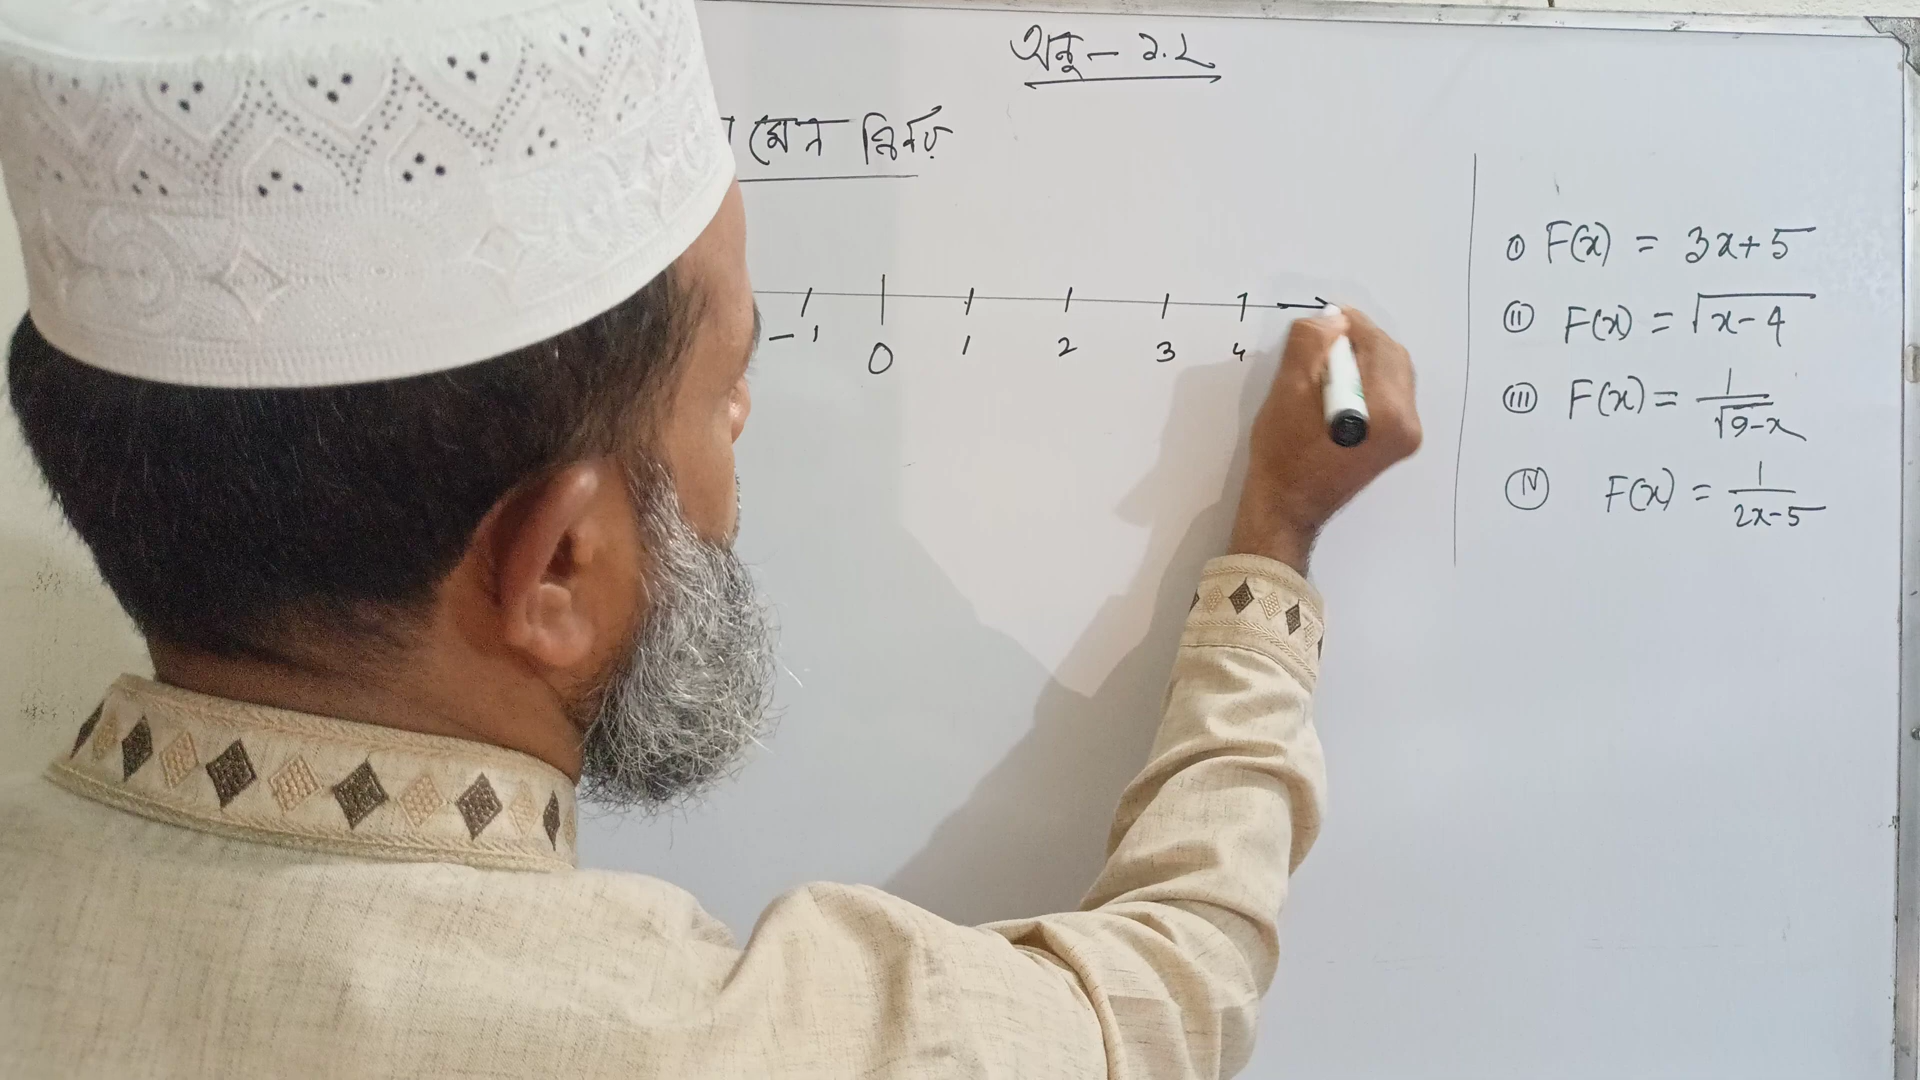 অনু - ১.২
মেন নির্ণয়
-1 0 1 2 3 4
(i) F(x) = 3x+5
(ii) F(x) = √x-4
(iii) F(x) = 1/√9-x
(iv) F(x) = 1/2x-5